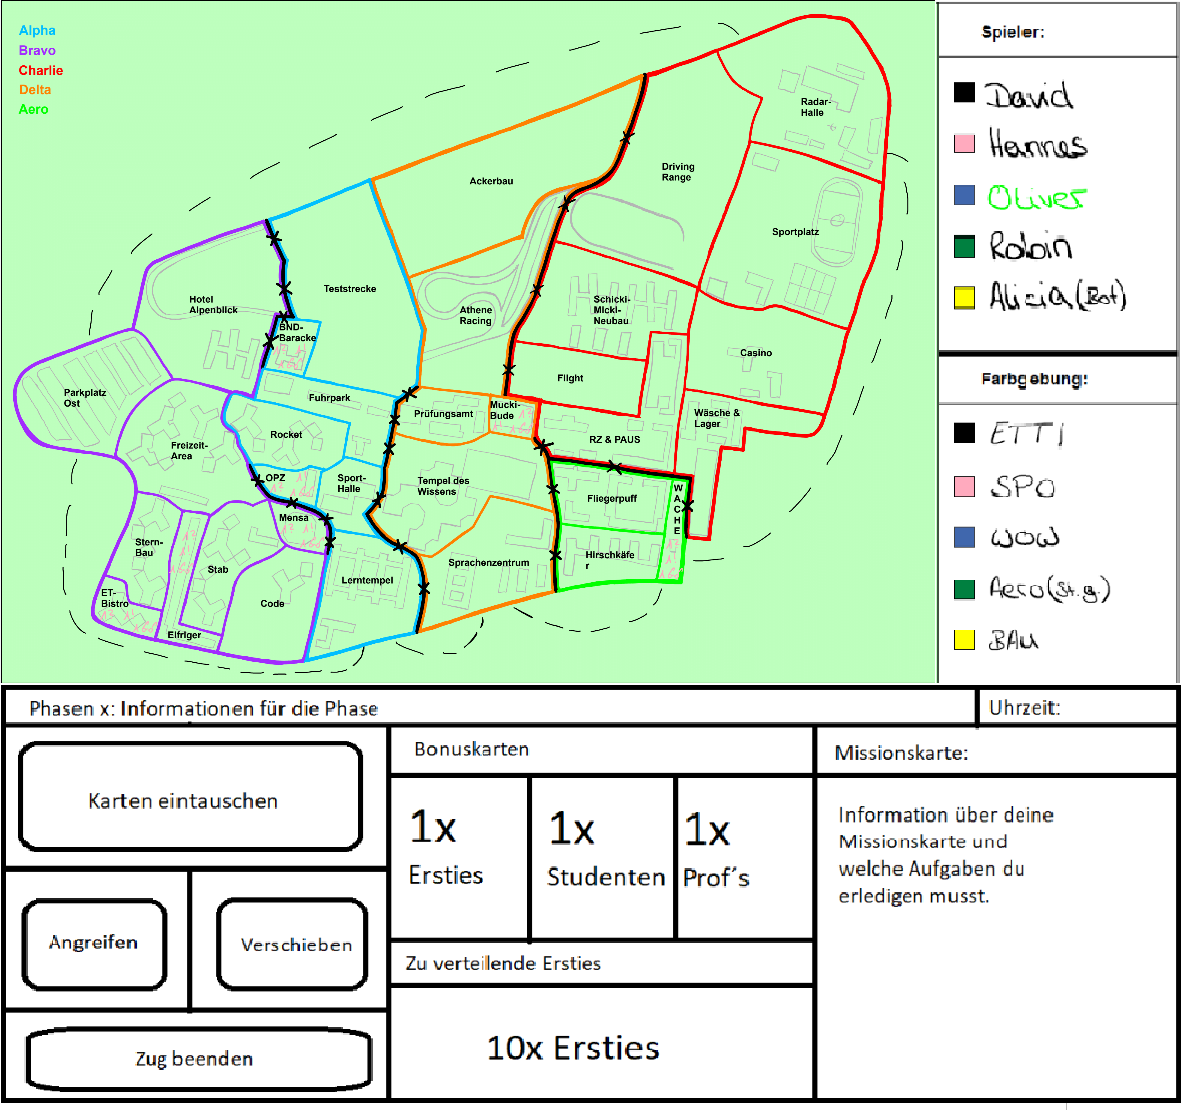 Alpha
Bravo
Charlie
Delta
Aero
Radar-
Halle
Driving
Range
Ackerbau
Sportplatz
Teststrecke
Hotel
Alpenblick
BND-
Baracke
Athene
Racing
Schicki-
Micki-
Neubau
Casino
Parkplatz
Ost
Flight
Fuhrpark
Prüfungsamt
Mucki-
Bude
Wäsche &
Lager
Freizeit-
Area
Rocket
RZ & PAUS
OPZ
Sport-
Halle
Tempel des
Wissens
Fliegerpuff
W
A
C
H
E
Mensa
Stern-
Bau
Stab
Lerntempel
Sprachenzentrum
Hirschkäfe
r
ET-
Bistro
Code
Eifriger
Spieler:
David
Hannes
Oliver
Robin
Alicia (Bot)
Farbgebung:
ETTI
SPO
WOW
Aero (St.g.)
BAU
Phasen x: Informationen für die Phase
Uhrzeit:
Karten eintauschen
Angreifen
Verschieben
Zug beenden
Bonuskarten
1x
Ersties
1x
Studenten
1x
Prof´s
Zu verteilende Ersties
10x Ersties
Missionskarte:
Information über deine
Missionskarte und
welche Aufgaben du
erledigen musst.